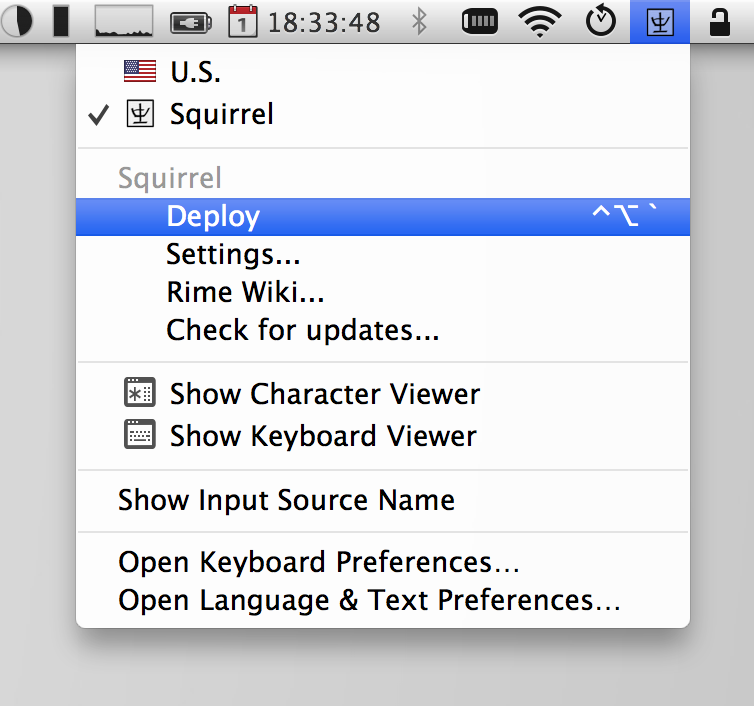 1 18:33:48
U.S.
✓ Squirrel
Squirrel
Deploy ^⌥`
Settings...
Rime Wiki...
Check for updates...
Show Character Viewer
Show Keyboard Viewer
Show Input Source Name
Open Keyboard Preferences...
Open Language & Text Preferences...